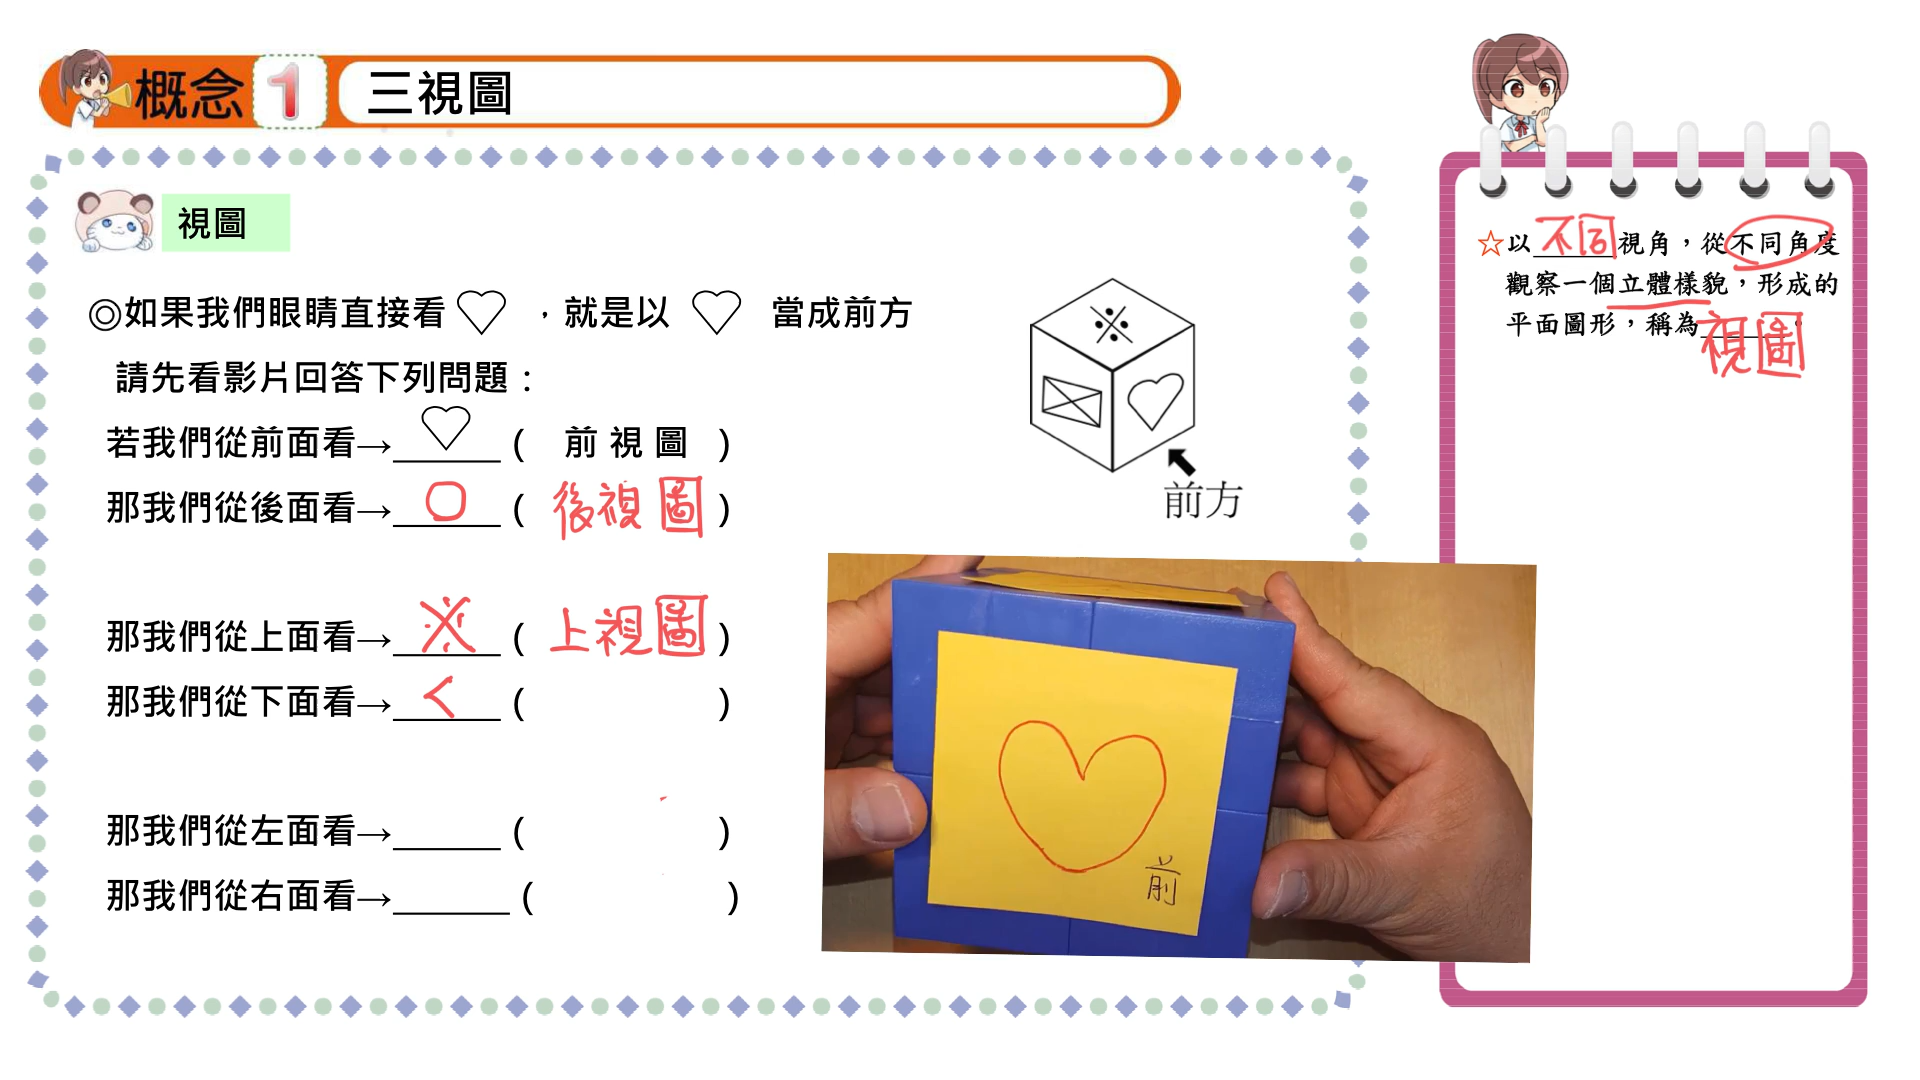 概念 1 三視圖
視圖
◎如果我們眼睛直接看♡，就是以♡當成前方
請先看影片回答下列問題：
若我們從前面看→♡( 前視圖 )
那我們從後面看→○( 後視圖 )
那我們從上面看→※( 上視圖 )
那我們從下面看→ㄑ( )
那我們從左面看→______( )
那我們從右面看→______( )
※
前方
前
☆以不同視角，從不同角度
觀察一個立體樣貌，形成的
平面圖形，稱為視圖。